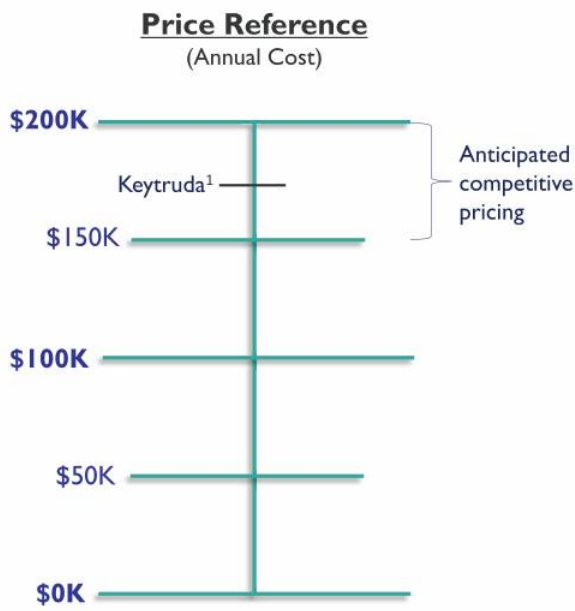 Price Reference
(Annual Cost)
$200K
Anticipated
competitive
pricing
Keytruda¹
$150K
$100K
$50K
$0K